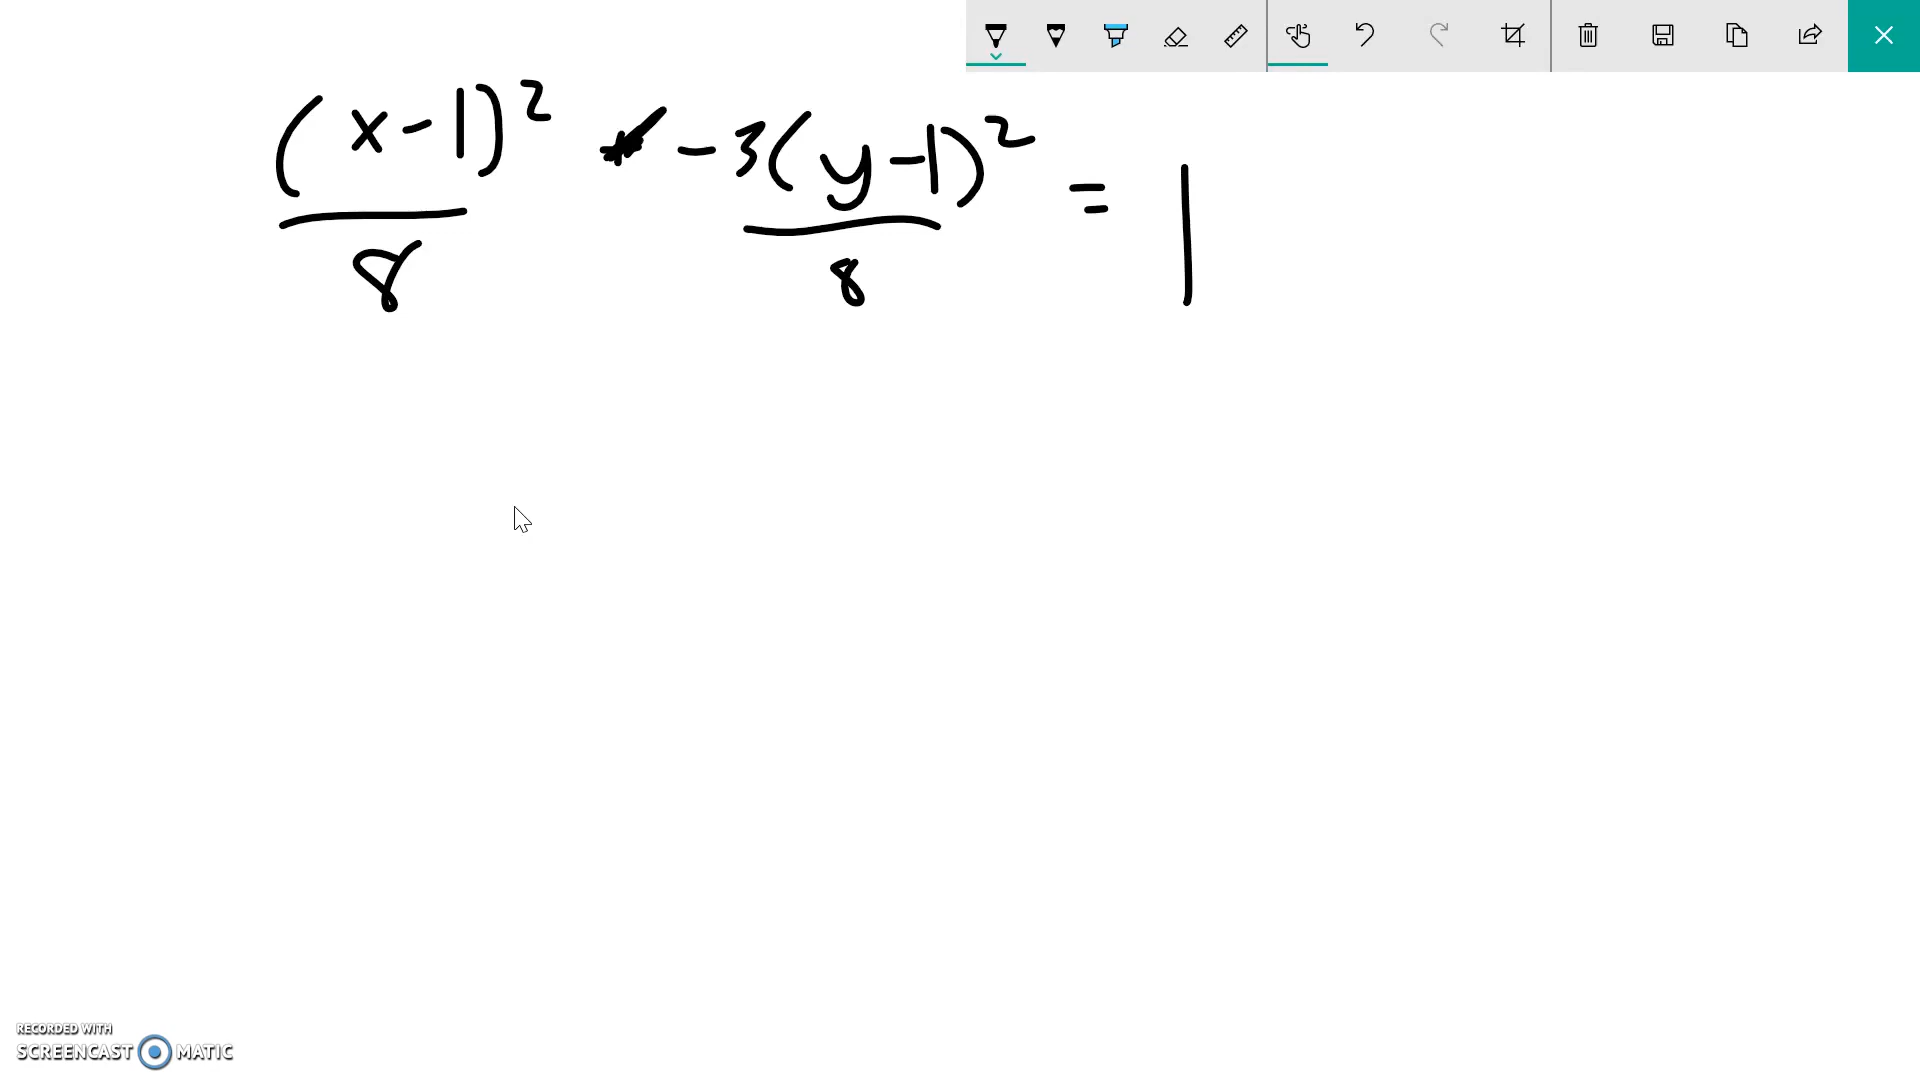 (x-1)² -3(y-1)² = 1
8 8
RECORDED WITH
SCREENCAST MATIC